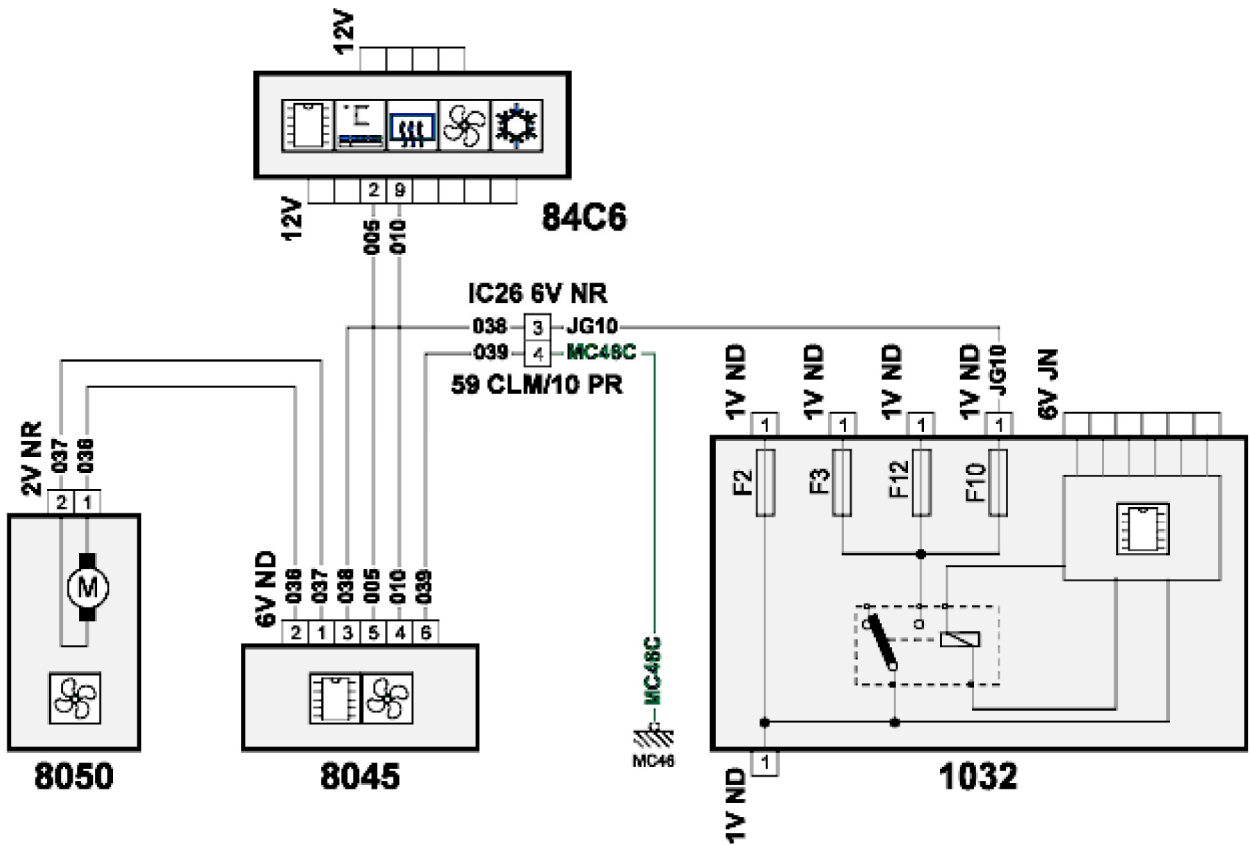 12V
°C
12V
2 9
84C6
005
010
IC26 6V NR
038 3 JG10
039 4 MC46C
59 CLM/10 PR
1V ND
1V ND
1V ND
1V ND
JG10
6V JN
1 1 1 1
F2
F3
F12
F10
2V NR
037
036
2 1
M
8050
6V ND
036
037
038
005
010
039
2 1 3 5 4 6
8045
MC46C
MC46
1
1V ND
1032